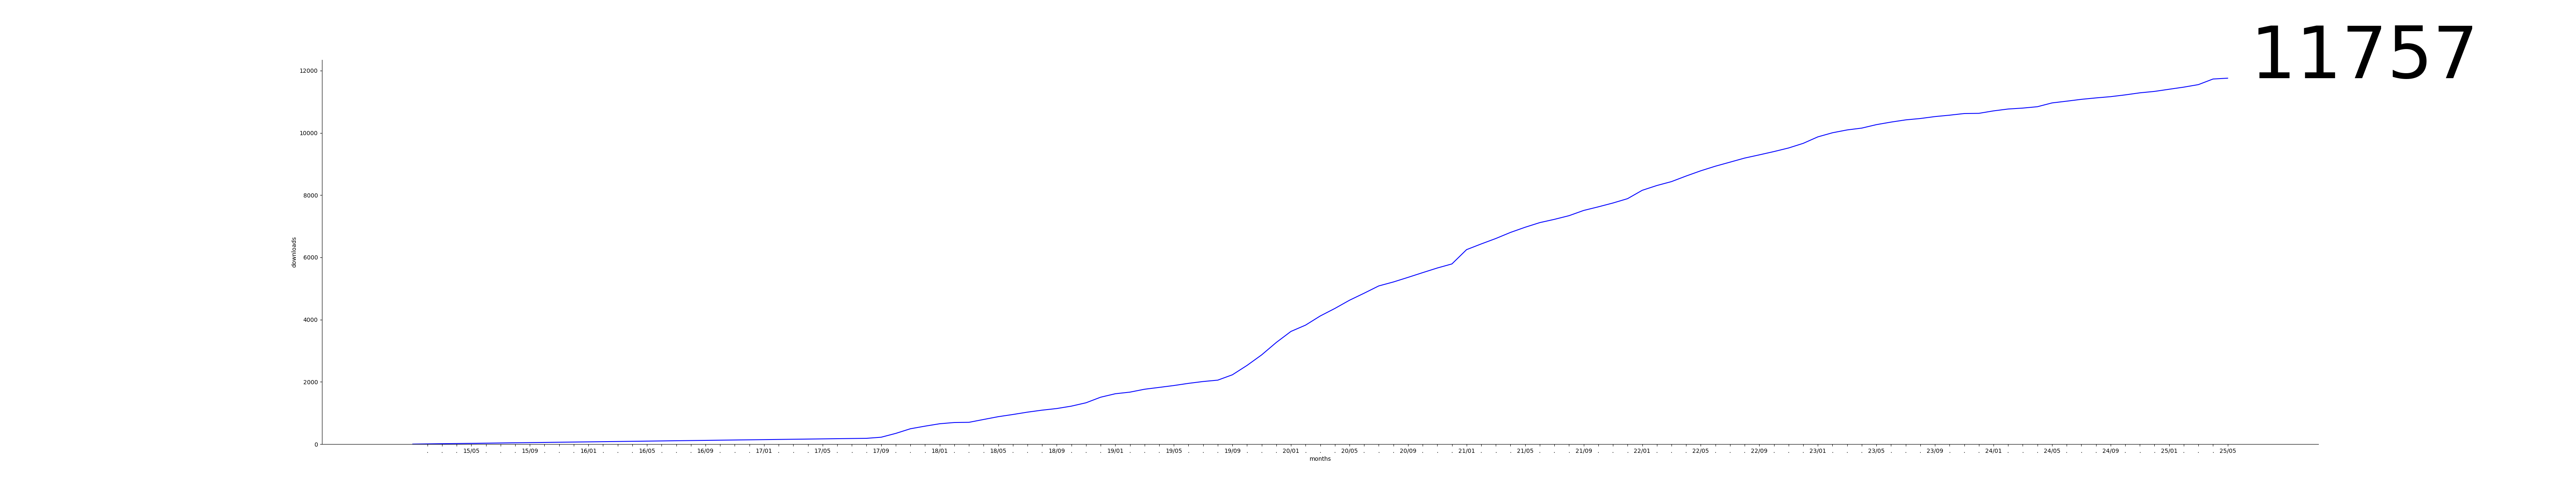 11757
12000
10000
8000
6000
4000
2000
0
downloads
. . . 15/05 . . . 15/09 . . . 16/01 . . . 16/05 . . . 16/09 . . . 17/01 . . . 17/05 . . . 17/09 . . . 18/01 . . . 18/05 . . . 18/09 . . . 19/01 . . . 19/05 . . . 19/09 . . . 20/01 . . . 20/05 . . . 20/09 . . . 21/01 . . . 21/05 . . . 21/09 . . . 22/01 . . . 22/05 . . . 22/09 . . . 23/01 . . . 23/05 . . . 23/09 . . . 24/01 . . . 24/05 . . . 24/09 . . . 25/01 . . . 25/05
months